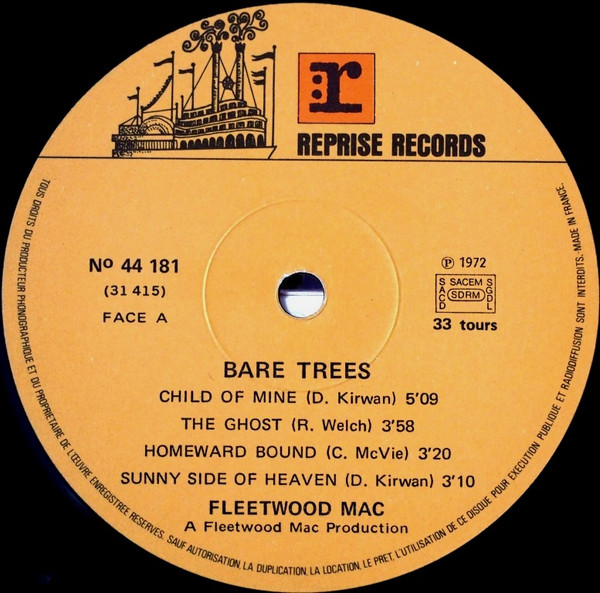 r
REPRISE RECORDS
Nº 44 181
(31 415)
FACE A
℗ 1972
SACD
SACEM
SDRM
SGDL
33 tours
BARE TREES
CHILD OF MINE (D. Kirwan) 5'09
THE GHOST (R. Welch) 3'58
HOMEWARD BOUND (C. McVie) 3'20
SUNNY SIDE OF HEAVEN (D. Kirwan) 3'10
FLEETWOOD MAC
A Fleetwood Mac Production
TOUS DROITS DU PRODUCTEUR PHONOGRAPHIQUE ET DU PROPRIETAIRE DE L'ŒUVRE ENREGISTREE RESERVES. SAUF AUTORISATION, LA DUPLICATION, LA LOCATION, LE PRET, L'UTILISATION DE CE DISQUE POUR EXECUTION PUBLIQUE ET RADIODIFFUSION SONT INTERDITS. MADE IN FRANCE.